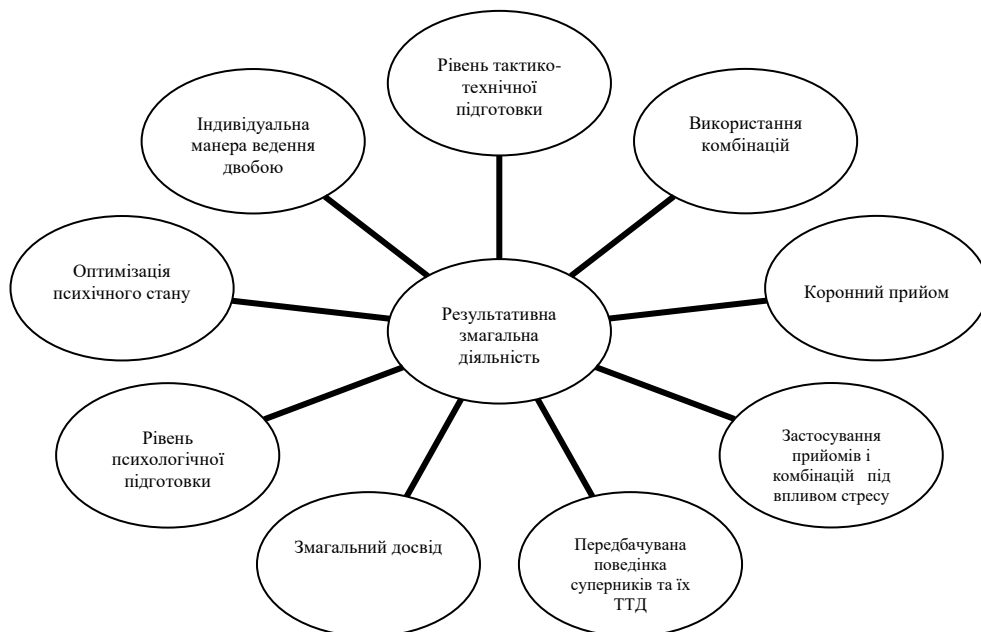 Рівень тактико-
технічної
підготовки
Індивідуальна
манера ведення
двобою
Використання
комбінацій
Оптимізація
психічного стану
Коронний прийом
Результативна
змагальна
діяльність
Рівень
психологічної
підготовки
Застосування
прийомів і
комбінацій під
впливом стресу
Змагальний досвід
Передбачувана
поведінка
суперників та їх
ТТД